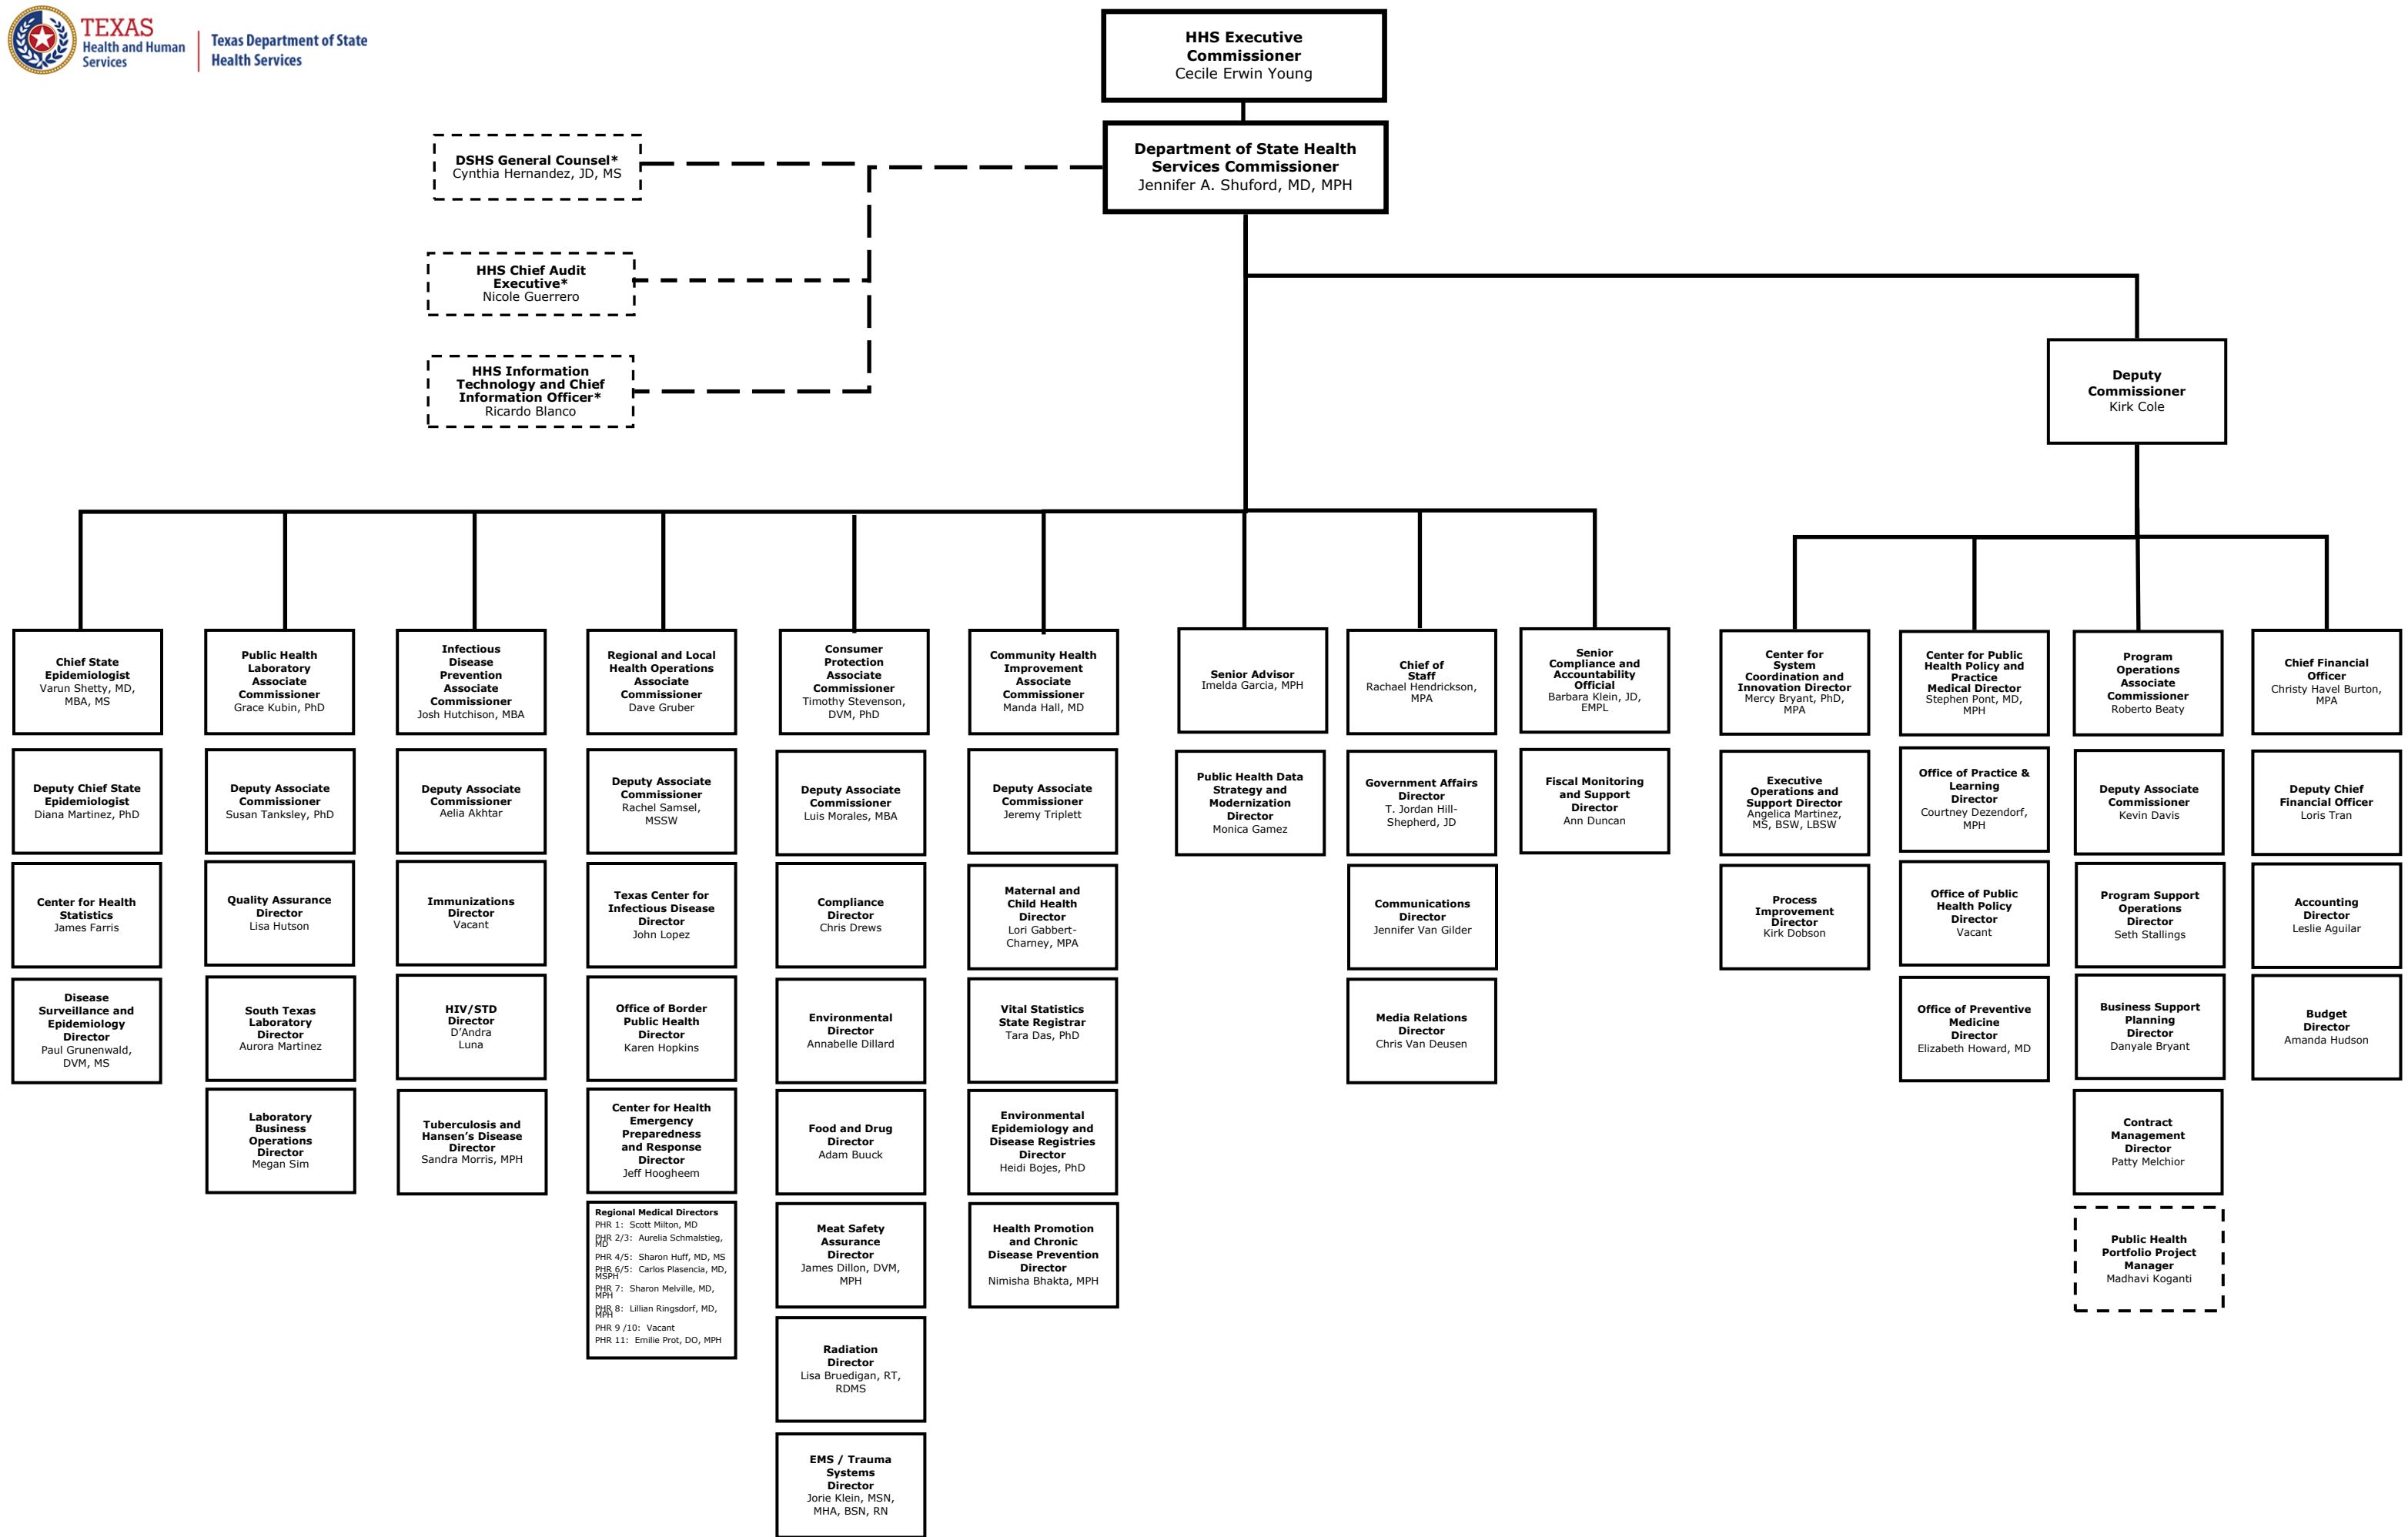 TEXAS
Health and Human
Services
Texas Department of State
Health Services
HHS Executive
Commissioner
Cecile Erwin Young
Department of State Health
Services Commissioner
Jennifer A. Shuford, MD, MPH
DSHS General Counsel*
Cynthia Hernandez, JD, MS
HHS Chief Audit
Executive*
Nicole Guerrero
HHS Information
Technology and Chief
Information Officer*
Ricardo Blanco
Deputy
Commissioner
Kirk Cole
Chief State
Epidemiologist
Varun Shetty, MD,
MBA, MS
Deputy Chief State
Epidemiologist
Diana Martinez, PhD
Center for Health
Statistics
James Farris
Disease
Surveillance and
Epidemiology
Director
Paul Grunenwald,
DVM, MS
Public Health
Laboratory
Associate
Commissioner
Grace Kubin, PhD
Deputy Associate
Commissioner
Susan Tanksley, PhD
Quality Assurance
Director
Lisa Hutson
South Texas
Laboratory
Director
Aurora Martinez
Laboratory
Business
Operations
Director
Megan Sim
Infectious
Disease
Prevention
Associate
Commissioner
Josh Hutchison, MBA
Deputy Associate
Commissioner
Aelia Akhtar
Immunizations
Director
Vacant
HIV/STD
Director
D’Andra
Luna
Tuberculosis and
Hansen’s Disease
Director
Sandra Morris, MPH
Regional and Local
Health Operations
Associate
Commissioner
Dave Gruber
Deputy Associate
Commissioner
Rachel Samsel,
MSSW
Texas Center for
Infectious Disease
Director
John Lopez
Office of Border
Public Health
Director
Karen Hopkins
Center for Health
Emergency
Preparedness
and Response
Director
Jeff Hoogheem
Regional Medical Directors
PHR 1: Scott Milton, MD
PHR 2/3: Aurelia Schmalstieg,
MD
PHR 4/5: Sharon Huff, MD, MS
PHR 6/5: Carlos Plasencia, MD,
MSPH
PHR 7: Sharon Melville, MD,
MPH
PHR 8: Lillian Ringsdorf, MD,
MPH
PHR 9 /10: Vacant
PHR 11: Emilie Prot, DO, MPH
Consumer
Protection
Associate
Commissioner
Timothy Stevenson,
DVM, PhD
Deputy Associate
Commissioner
Luis Morales, MBA
Compliance
Director
Chris Drews
Environmental
Director
Annabelle Dillard
Food and Drug
Director
Adam Buuck
Meat Safety
Assurance
Director
James Dillon, DVM,
MPH
Radiation
Director
Lisa Bruedigan, RT,
RDMS
EMS / Trauma
Systems
Director
Jorie Klein, MSN,
MHA, BSN, RN
Community Health
Improvement
Associate
Commissioner
Manda Hall, MD
Deputy Associate
Commissioner
Jeremy Triplett
Maternal and
Child Health
Director
Lori Gabbert-
Charney, MPA
Vital Statistics
State Registrar
Tara Das, PhD
Environmental
Epidemiology and
Disease Registries
Director
Heidi Bojes, PhD
Health Promotion
and Chronic
Disease Prevention
Director
Nimisha Bhakta, MPH
Senior Advisor
Imelda Garcia, MPH
Public Health Data
Strategy and
Modernization
Director
Monica Gamez
Chief of
Staff
Rachael Hendrickson,
MPA
Government Affairs
Director
T. Jordan Hill-
Shepherd, JD
Communications
Director
Jennifer Van Gilder
Media Relations
Director
Chris Van Deusen
Senior
Compliance and
Accountability
Official
Barbara Klein, JD,
EMPL
Fiscal Monitoring
and Support
Director
Ann Duncan
Center for
System
Coordination and
Innovation Director
Mercy Bryant, PhD,
MPA
Executive
Operations and
Support Director
Angelica Martinez,
MS, BSW, LBSW
Process
Improvement
Director
Kirk Dobson
Center for Public
Health Policy and
Practice
Medical Director
Stephen Pont, MD,
MPH
Office of Practice &
Learning
Director
Courtney Dezendorf,
MPH
Office of Public
Health Policy
Director
Vacant
Office of Preventive
Medicine
Director
Elizabeth Howard, MD
Program
Operations
Associate
Commissioner
Roberto Beaty
Deputy Associate
Commissioner
Kevin Davis
Program Support
Operations
Director
Seth Stallings
Business Support
Planning
Director
Danyale Bryant
Contract
Management
Director
Patty Melchior
Public Health
Portfolio Project
Manager
Madhavi Koganti
Chief Financial
Officer
Christy Havel Burton,
MPA
Deputy Chief
Financial Officer
Loris Tran
Accounting
Director
Leslie Aguilar
Budget
Director
Amanda Hudson